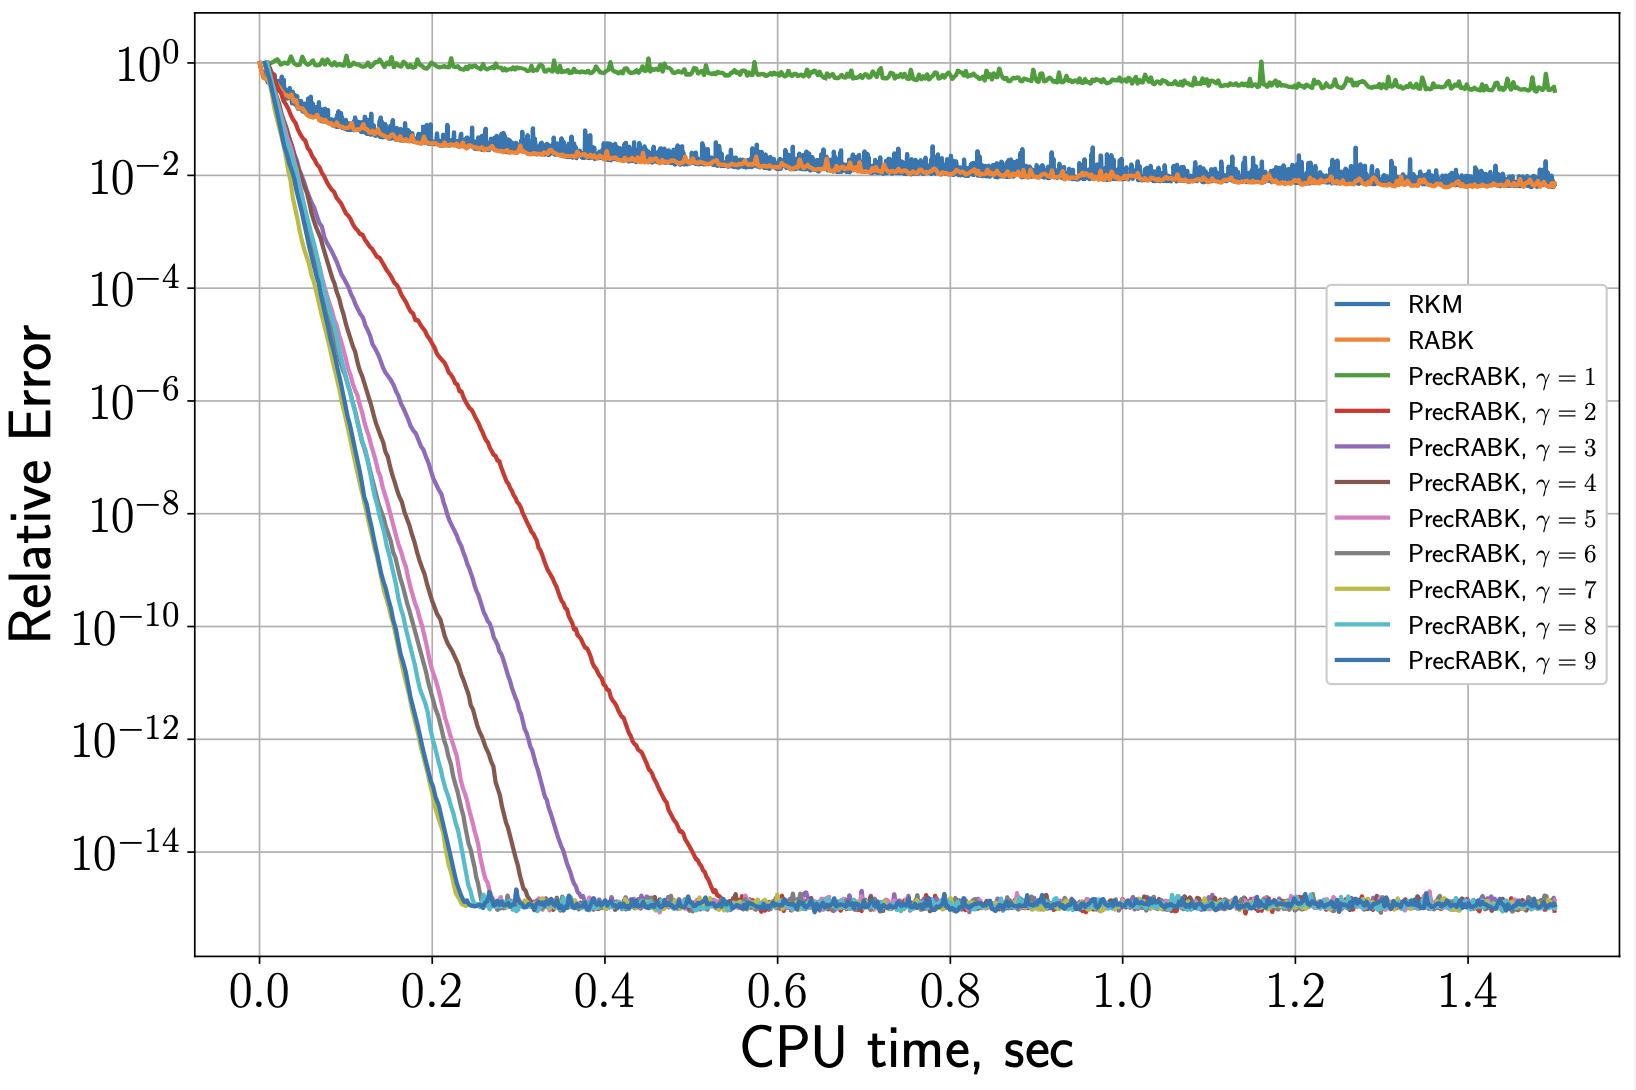 10⁰
10⁻²
10⁻⁴
10⁻⁶
10⁻⁸
10⁻¹⁰
10⁻¹²
10⁻¹⁴
Relative Error
RKM
RABK
PrecRABK, γ = 1
PrecRABK, γ = 2
PrecRABK, γ = 3
PrecRABK, γ = 4
PrecRABK, γ = 5
PrecRABK, γ = 6
PrecRABK, γ = 7
PrecRABK, γ = 8
PrecRABK, γ = 9
0.0 0.2 0.4 0.6 0.8 1.0 1.2 1.4
CPU time, sec